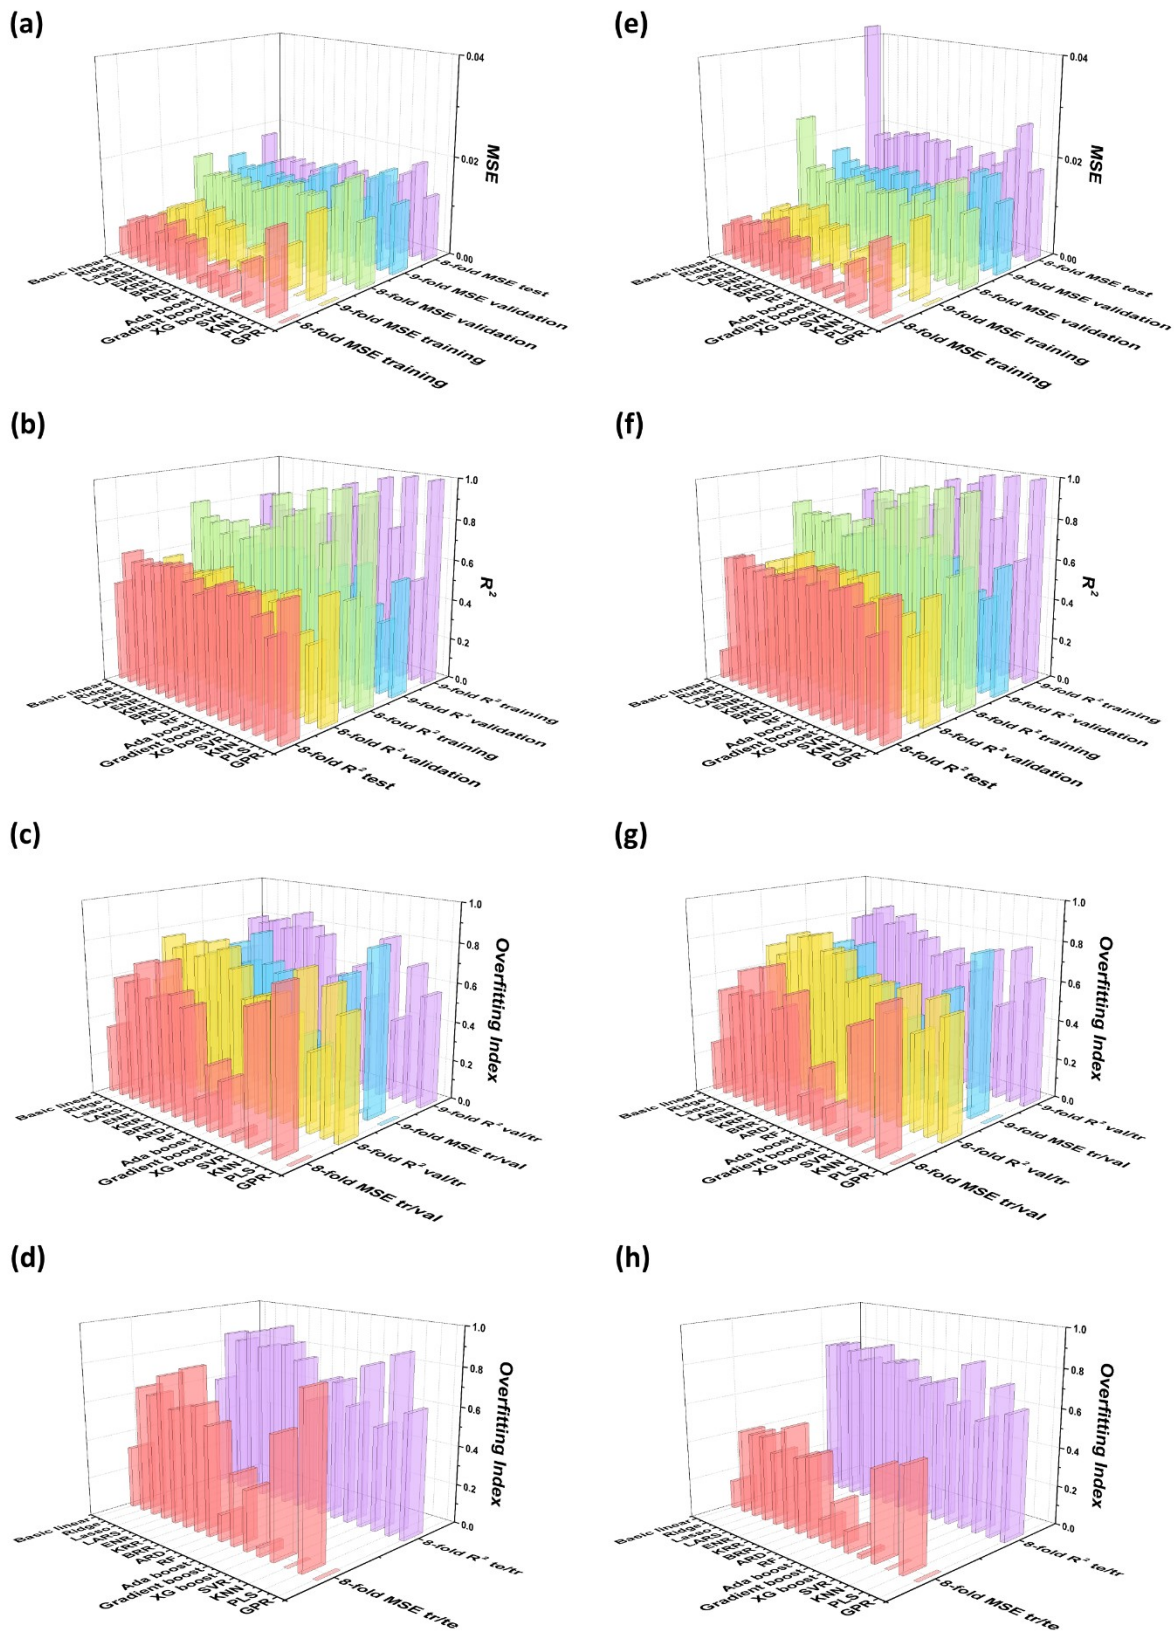 (a)
0.04
0.02
0.00
MSE
Basic linear
Ridge
Lasso
LARS
ENR
KRR
BRR
ARD
RF
Ada boost
Gradient boost
XG boost
SVR
KNN
PLS
GPR
8-fold MSE test
9-fold MSE validation
8-fold MSE validation
9-fold MSE training
8-fold MSE training
(e)
0.04
0.02
0.00
MSE
Basic linear
Ridge
Lasso
LARS
ENR
KRR
BRR
ARD
RF
Ada boost
Gradient boost
XG boost
SVR
KNN
PLS
GPR
8-fold MSE test
9-fold MSE validation
8-fold MSE validation
9-fold MSE training
8-fold MSE training
(b)
1.0
0.8
0.6
0.4
0.2
0.0
R²
Basic linear
Ridge
Lasso
LARS
ENR
KRR
BRR
ARD
RF
Ada boost
Gradient boost
XG boost
SVR
KNN
PLS
GPR
9-fold R² training
9-fold R² validation
8-fold R² training
8-fold R² validation
8-fold R² test
(f)
1.0
0.8
0.6
0.4
0.2
0.0
R²
Basic linear
Ridge
Lasso
LARS
ENR
KRR
BRR
ARD
RF
Ada boost
Gradient boost
XG boost
SVR
KNN
PLS
GPR
9-fold R² training
9-fold R² validation
8-fold R² training
8-fold R² validation
8-fold R² test
(c)
1.0
0.8
0.6
0.4
0.2
0.0
Overfitting Index
Basic linear
Ridge
Lasso
LARS
ENR
KRR
BRR
ARD
RF
Ada boost
Gradient boost
XG boost
SVR
KNN
PLS
GPR
9-fold R² val/tr
9-fold MSE tr/val
8-fold R² val/tr
8-fold MSE tr/val
(g)
1.0
0.8
0.6
0.4
0.2
0.0
Overfitting Index
Basic linear
Ridge
Lasso
LARS
ENR
KRR
BRR
ARD
RF
Ada boost
Gradient boost
XG boost
SVR
KNN
PLS
GPR
9-fold R² val/tr
9-fold MSE tr/val
8-fold R² val/tr
8-fold MSE tr/val
(d)
1.0
0.8
0.6
0.4
0.2
0.0
Overfitting Index
Basic linear
Ridge
Lasso
LARS
ENR
KRR
BRR
ARD
RF
Ada boost
Gradient boost
XG boost
SVR
KNN
PLS
GPR
8-fold R² te/tr
8-fold MSE tr/te
(h)
1.0
0.8
0.6
0.4
0.2
0.0
Overfitting Index
Basic linear
Ridge
Lasso
LARS
ENR
KRR
BRR
ARD
RF
Ada boost
Gradient boost
XG boost
SVR
KNN
PLS
GPR
8-fold R² te/tr
8-fold MSE tr/te